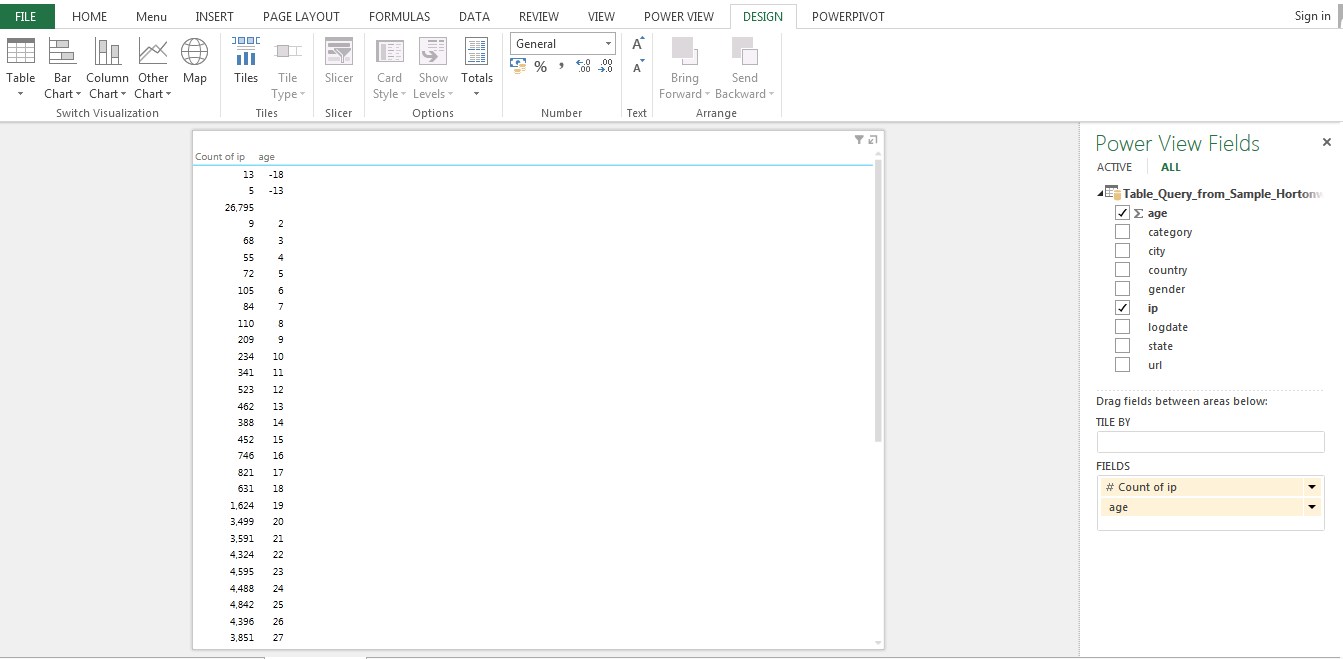 FILE HOME Menu INSERT PAGE LAYOUT FORMULAS DATA REVIEW VIEW POWER VIEW DESIGN POWERPIVOT Sign in
Table Bar Chart Column Chart Other Chart Map Tiles Tile Type Slicer Card Style Show Levels Totals General % , .00 .00 A A Bring Forward Send Backward
Switch Visualization Tiles Slicer Options Number Text Arrange
Count of ip age
13 -18
5 -13
26,795
9 2
68 3
55 4
72 5
105 6
84 7
110 8
209 9
234 10
341 11
523 12
462 13
388 14
452 15
746 16
821 17
631 18
1,624 19
3,499 20
3,591 21
4,324 22
4,595 23
4,488 24
4,842 25
4,396 26
3,851 27
Power View Fields
ACTIVE ALL
Table_Query_from_Sample_Horton
Σ age
category
city
country
gender
ip
logdate
state
url
Drag fields between areas below:
TILE BY
FIELDS
# Count of ip
age